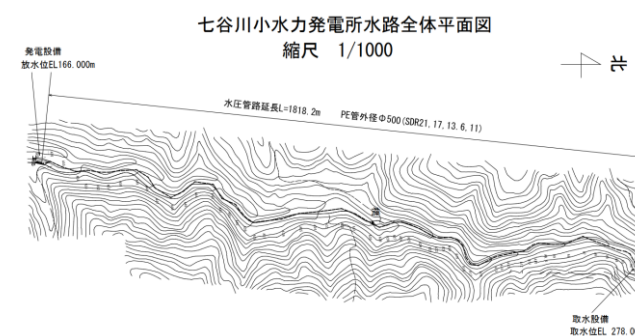 七谷川小水力発電所水路全体平面図
縮尺 1/1000
北
発電設備
放水位EL166.000m
水圧管路延長L=1818.2m PE管外径Φ500(SDR21,17,13.6,11)
取水設備
取水位EL 278.0